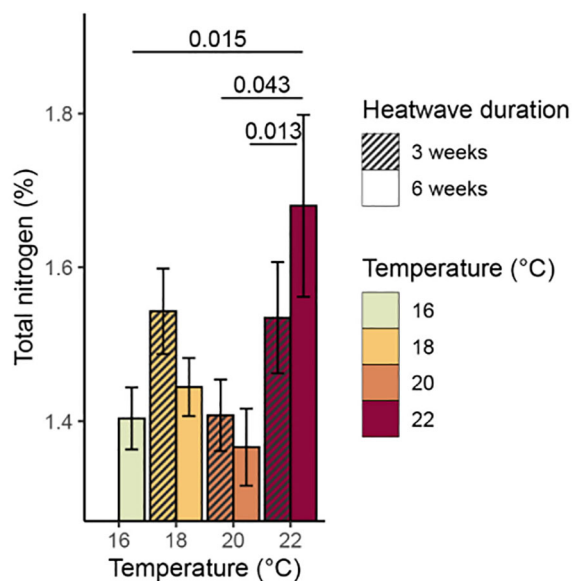 0.015
0.043
0.013
1.8
1.6
1.4
Total nitrogen (%)
16 18 20 22
Temperature (°C)
Heatwave duration
3 weeks
6 weeks
Temperature (°C)
16
18
20
22